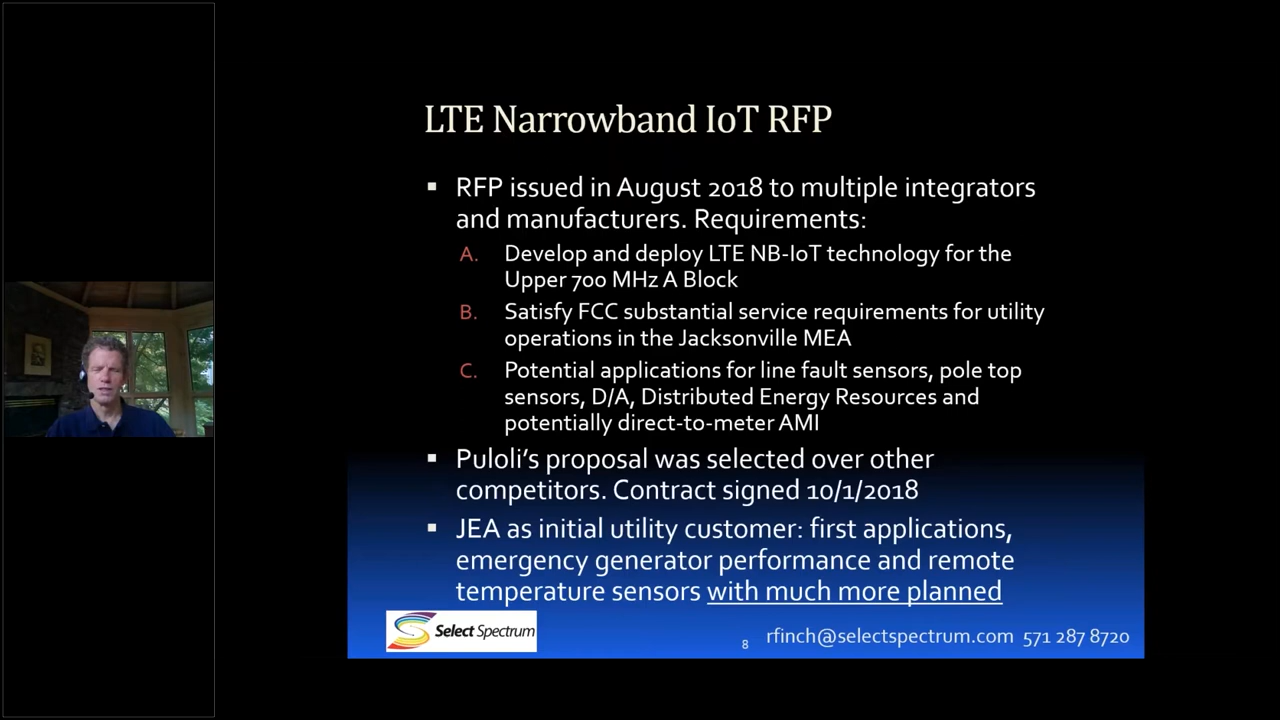 LTE Narrowband IoT RFP
▪ RFP issued in August 2018 to multiple integrators
and manufacturers. Requirements:
A. Develop and deploy LTE NB-IoT technology for the
Upper 700 MHz A Block
B. Satisfy FCC substantial service requirements for utility
operations in the Jacksonville MEA
C. Potential applications for line fault sensors, pole top
sensors, D/A, Distributed Energy Resources and
potentially direct-to-meter AMI
▪ Puloli's proposal was selected over other
competitors. Contract signed 10/1/2018
▪ JEA as initial utility customer: first applications,
emergency generator performance and remote
temperature sensors with much more planned
Select Spectrum
8 rfinch@selectspectrum.com 571 287 8720